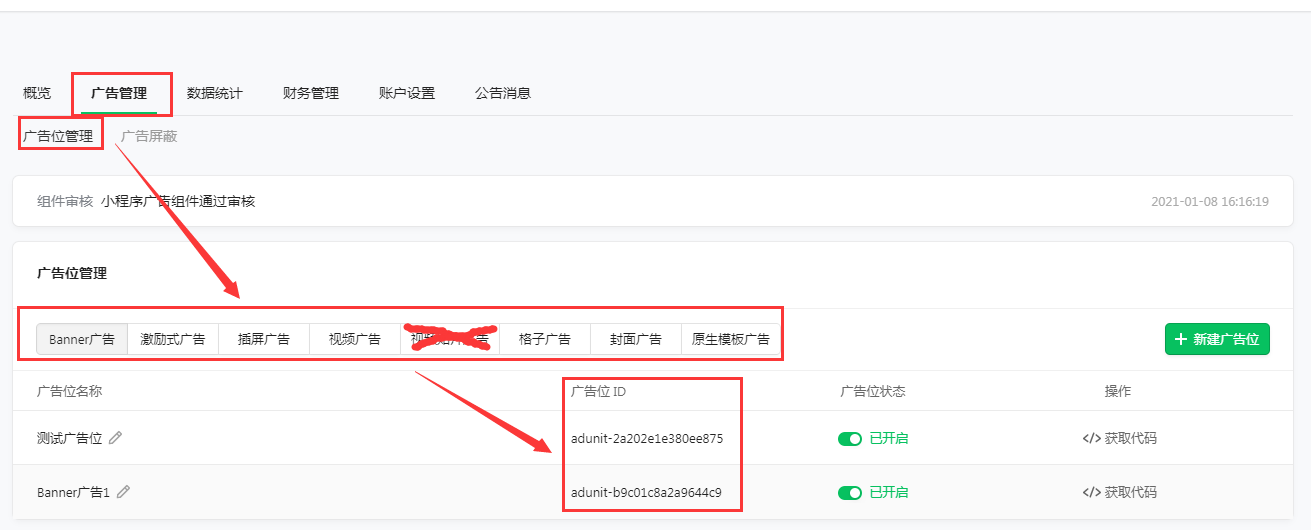 概览 广告管理 数据统计 财务管理 账户设置 公告消息
广告位管理 广告屏蔽
组件审核 小程序广告组件通过审核 2021-01-08 16:16:19
广告位管理
Banner广告 激励式广告 插屏广告 视频广告 格子广告 封面广告 原生模板广告 新建广告位
广告位名称 广告位 ID 广告位状态 操作
测试广告位 adunit-2a202e1e380ee875 已开启 </> 获取代码
Banner广告1 adunit-b9c01c8a2a9644c9 已开启 </> 获取代码